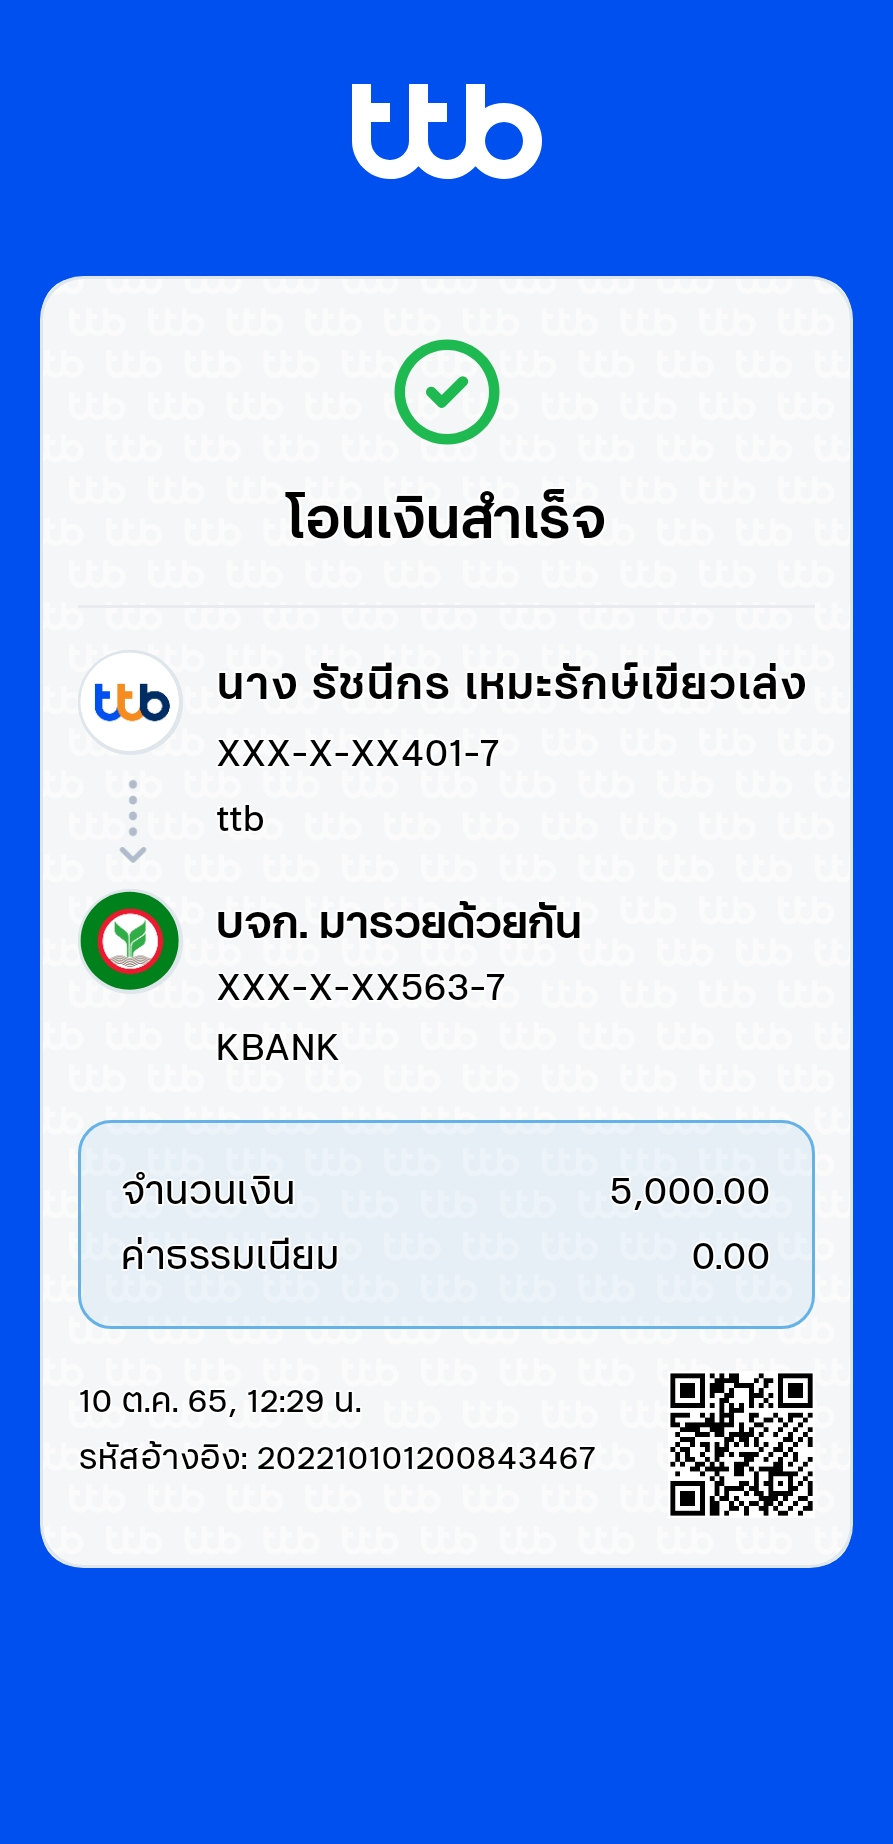 ttb
โอนเงินสำเร็จ
ttb
นาง รัชนีกร เหมะรักษ์เขียวเล่ง
XXX-X-XX401-7
ttb
บจก. มารวยด้วยกัน
XXX-X-XX563-7
KBANK
จำนวนเงิน 5,000.00
ค่าธรรมเนียม 0.00
10 ต.ค. 65, 12:29 น.
รหัสอ้างอิง: 202210101200843467